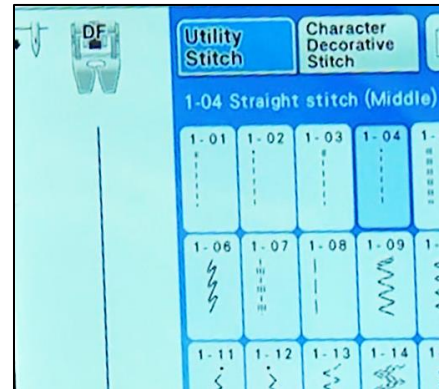 DF
Utility
Stitch
Character
Decorative
Stitch
1-04 Straight stitch (Middle)
1-01 1-02 1-03 1-04
1-06 1-07 1-08 1-09
1-11 1-12 1-13 1-14